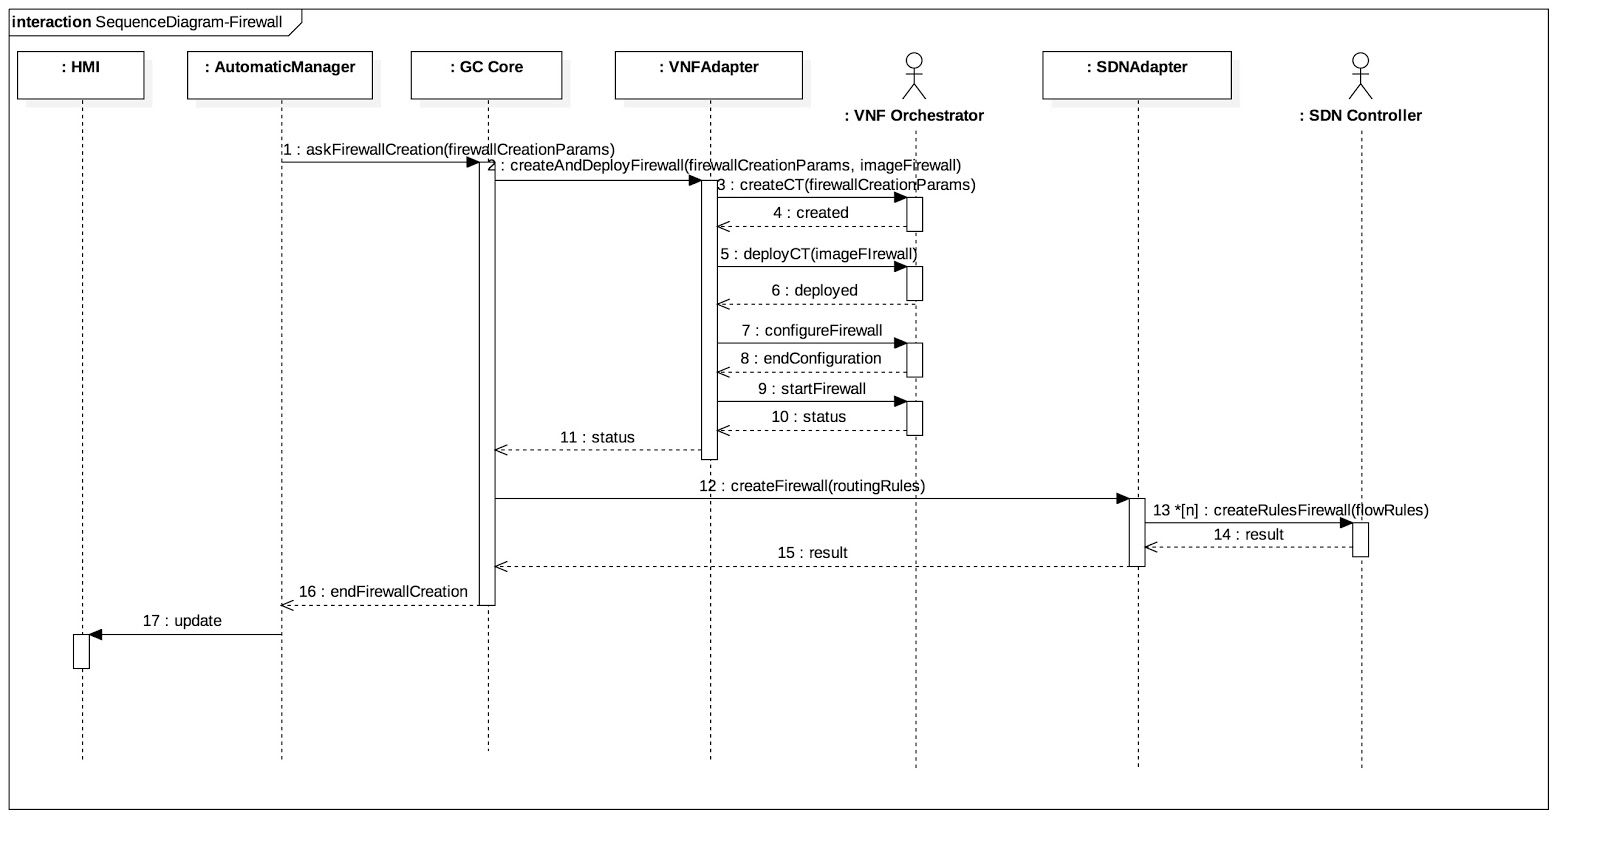 interaction SequenceDiagram-Firewall
: HMI
: AutomaticManager
: GC Core
: VNFAdapter
: VNF Orchestrator
: SDNAdapter
: SDN Controller
1 : askFirewallCreation(firewallCreationParams)
2 : createAndDeployFirewall(firewallCreationParams, imageFirewall)
3 : createCT(firewallCreationParams)
4 : created
5 : deployCT(imageFIrewall)
6 : deployed
7 : configureFirewall
8 : endConfiguration
9 : startFirewall
10 : status
11 : status
12 : createFirewall(routingRules)
13 *[n] : createRulesFirewall(flowRules)
14 : result
15 : result
16 : endFirewallCreation
17 : update